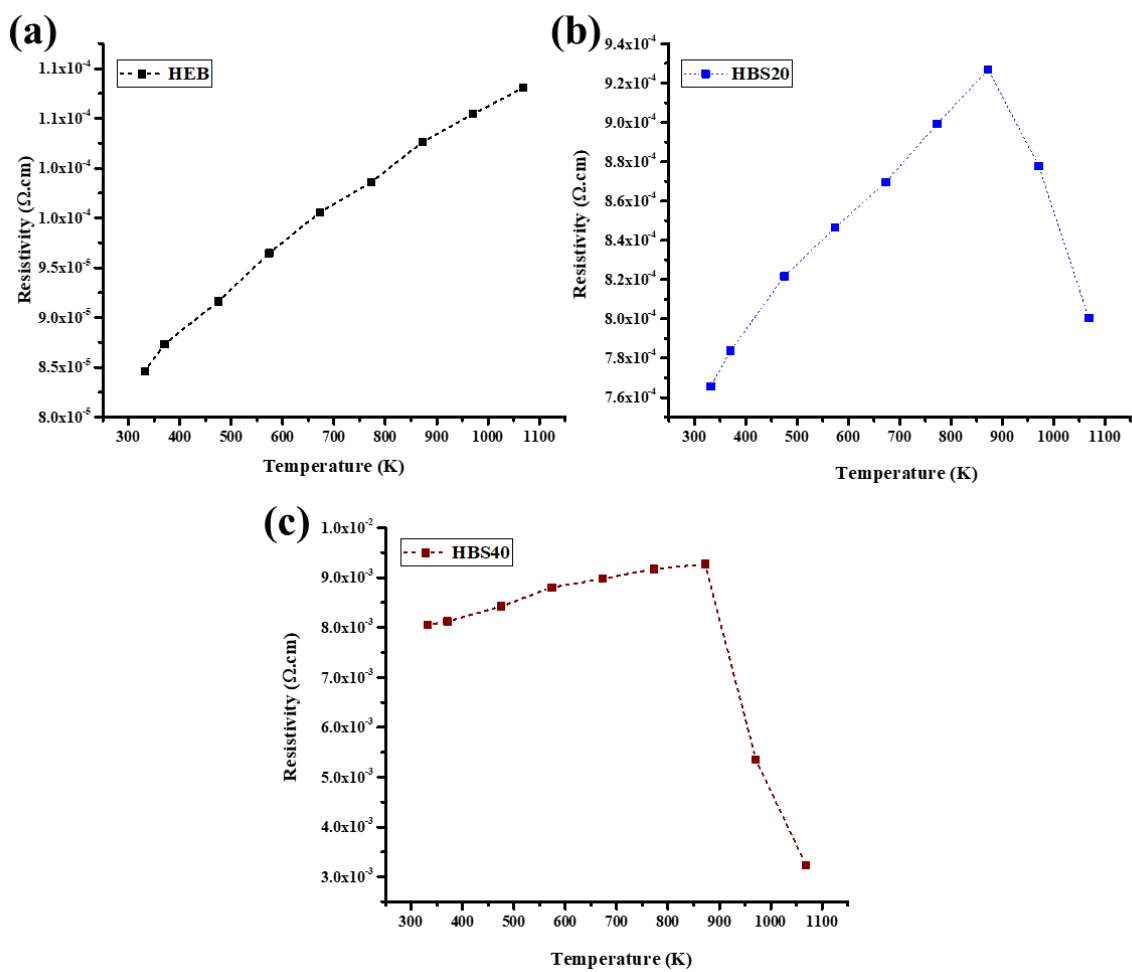 (a)
HEB
Resistivity (Ω.cm)
1.1x10⁻⁴
1.1x10⁻⁴
1.0x10⁻⁴
1.0x10⁻⁴
9.5x10⁻⁵
9.0x10⁻⁵
8.5x10⁻⁵
8.0x10⁻⁵
300 400 500 600 700 800 900 1000 1100
Temperature (K)
(b)
HBS20
Resistivity (Ω.cm)
9.4x10⁻⁴
9.2x10⁻⁴
9.0x10⁻⁴
8.8x10⁻⁴
8.6x10⁻⁴
8.4x10⁻⁴
8.2x10⁻⁴
8.0x10⁻⁴
7.8x10⁻⁴
7.6x10⁻⁴
300 400 500 600 700 800 900 1000 1100
Temperature (K)
(c)
HBS40
Resistivity (Ω.cm)
1.0x10⁻²
9.0x10⁻³
8.0x10⁻³
7.0x10⁻³
6.0x10⁻³
5.0x10⁻³
4.0x10⁻³
3.0x10⁻³
300 400 500 600 700 800 900 1000 1100
Temperature (K)